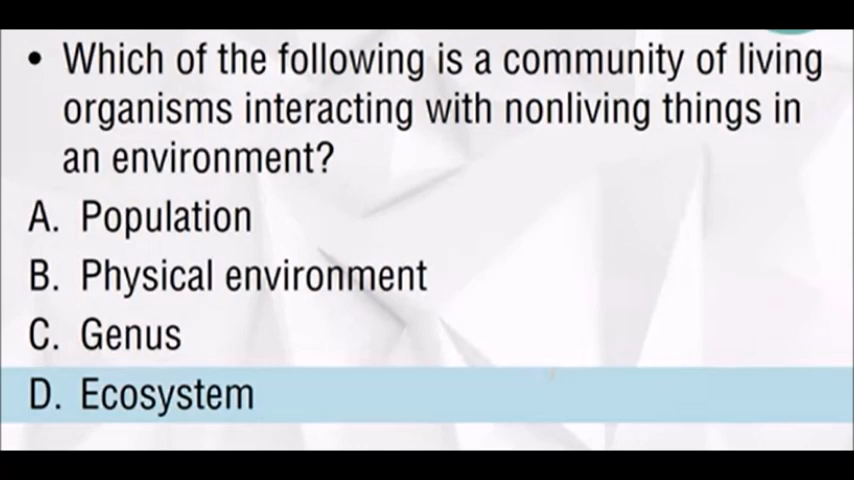 • Which of the following is a community of living
organisms interacting with nonliving things in
an environment?
A. Population
B. Physical environment
C. Genus
D. Ecosystem